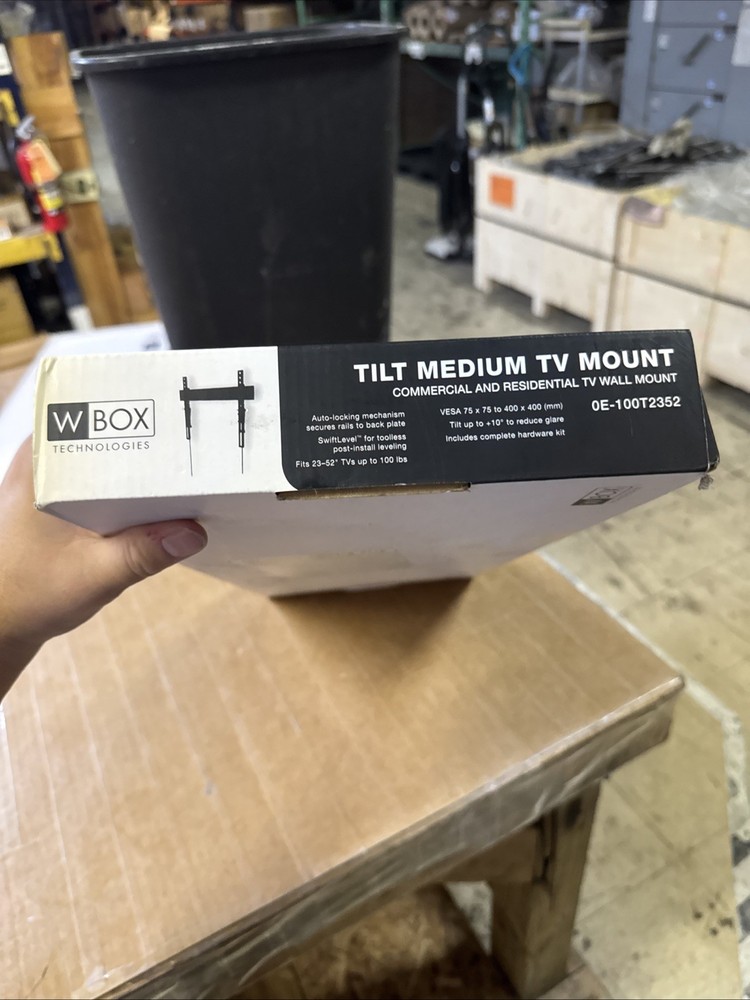 W BOX
TECHNOLOGIES
TILT MEDIUM TV MOUNT
COMMERCIAL AND RESIDENTIAL TV WALL MOUNT
Auto-locking mechanism
secures rails to back plate
SwiftLevel™ for toolless
post-install leveling
Fits 23-52" TVs up to 100 lbs
VESA 75 x 75 to 400 x 400 (mm)
Tilt up to +10° to reduce glare
Includes complete hardware kit
0E-100T2352